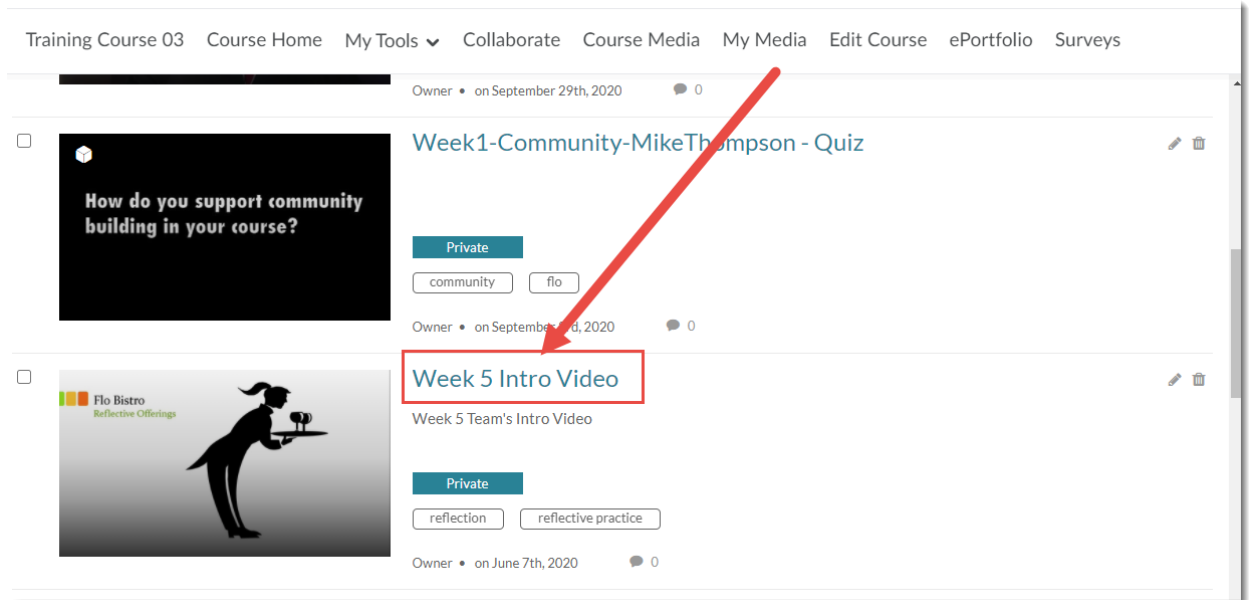 Training Course 03 Course Home My Tools Collaborate Course Media My Media Edit Course ePortfolio Surveys
Owner • on September 29th, 2020 0
Week1-Community-MikeThompson - Quiz
How do you support community
building in your course?
Private
community flo
Owner • on September d, 2020 0
Week 5 Intro Video
Flo Bistro
Reflective Offerings
Week 5 Team's Intro Video
Private
reflection reflective practice
Owner • on June 7th, 2020 0